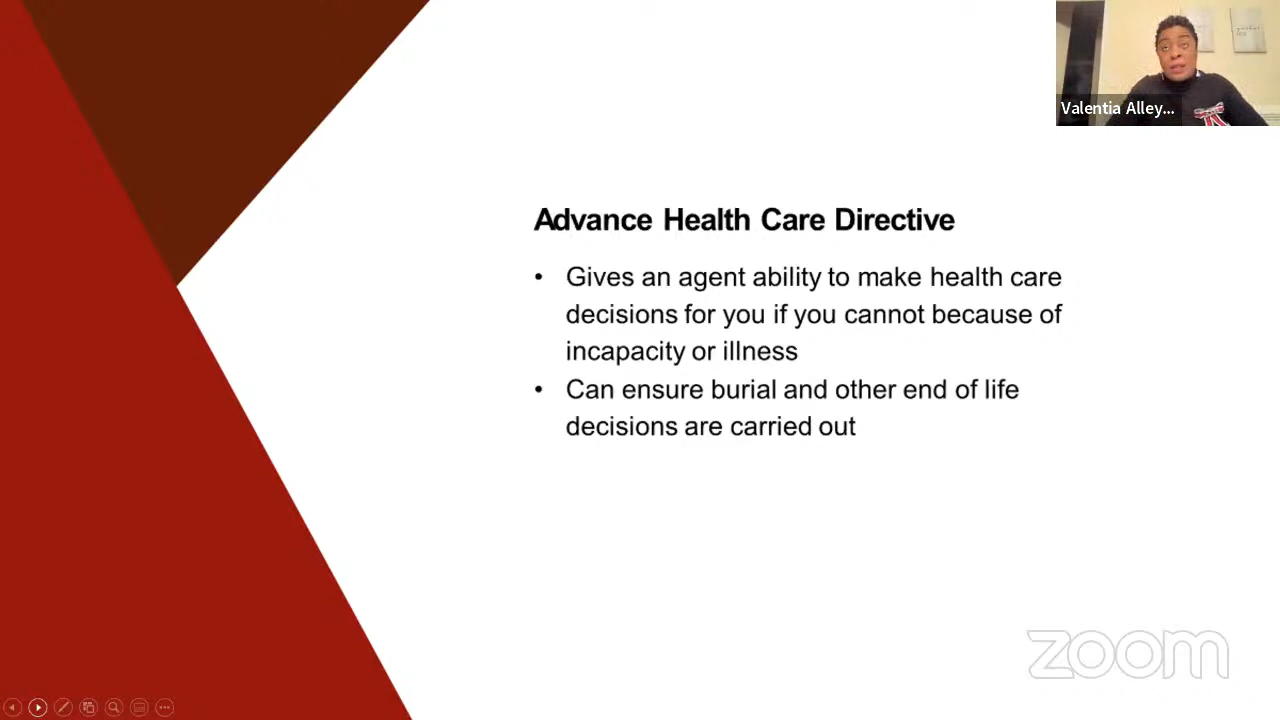 Valentia Alley...
Advance Health Care Directive
• Gives an agent ability to make health care
decisions for you if you cannot because of
incapacity or illness
• Can ensure burial and other end of life
decisions are carried out
zoom